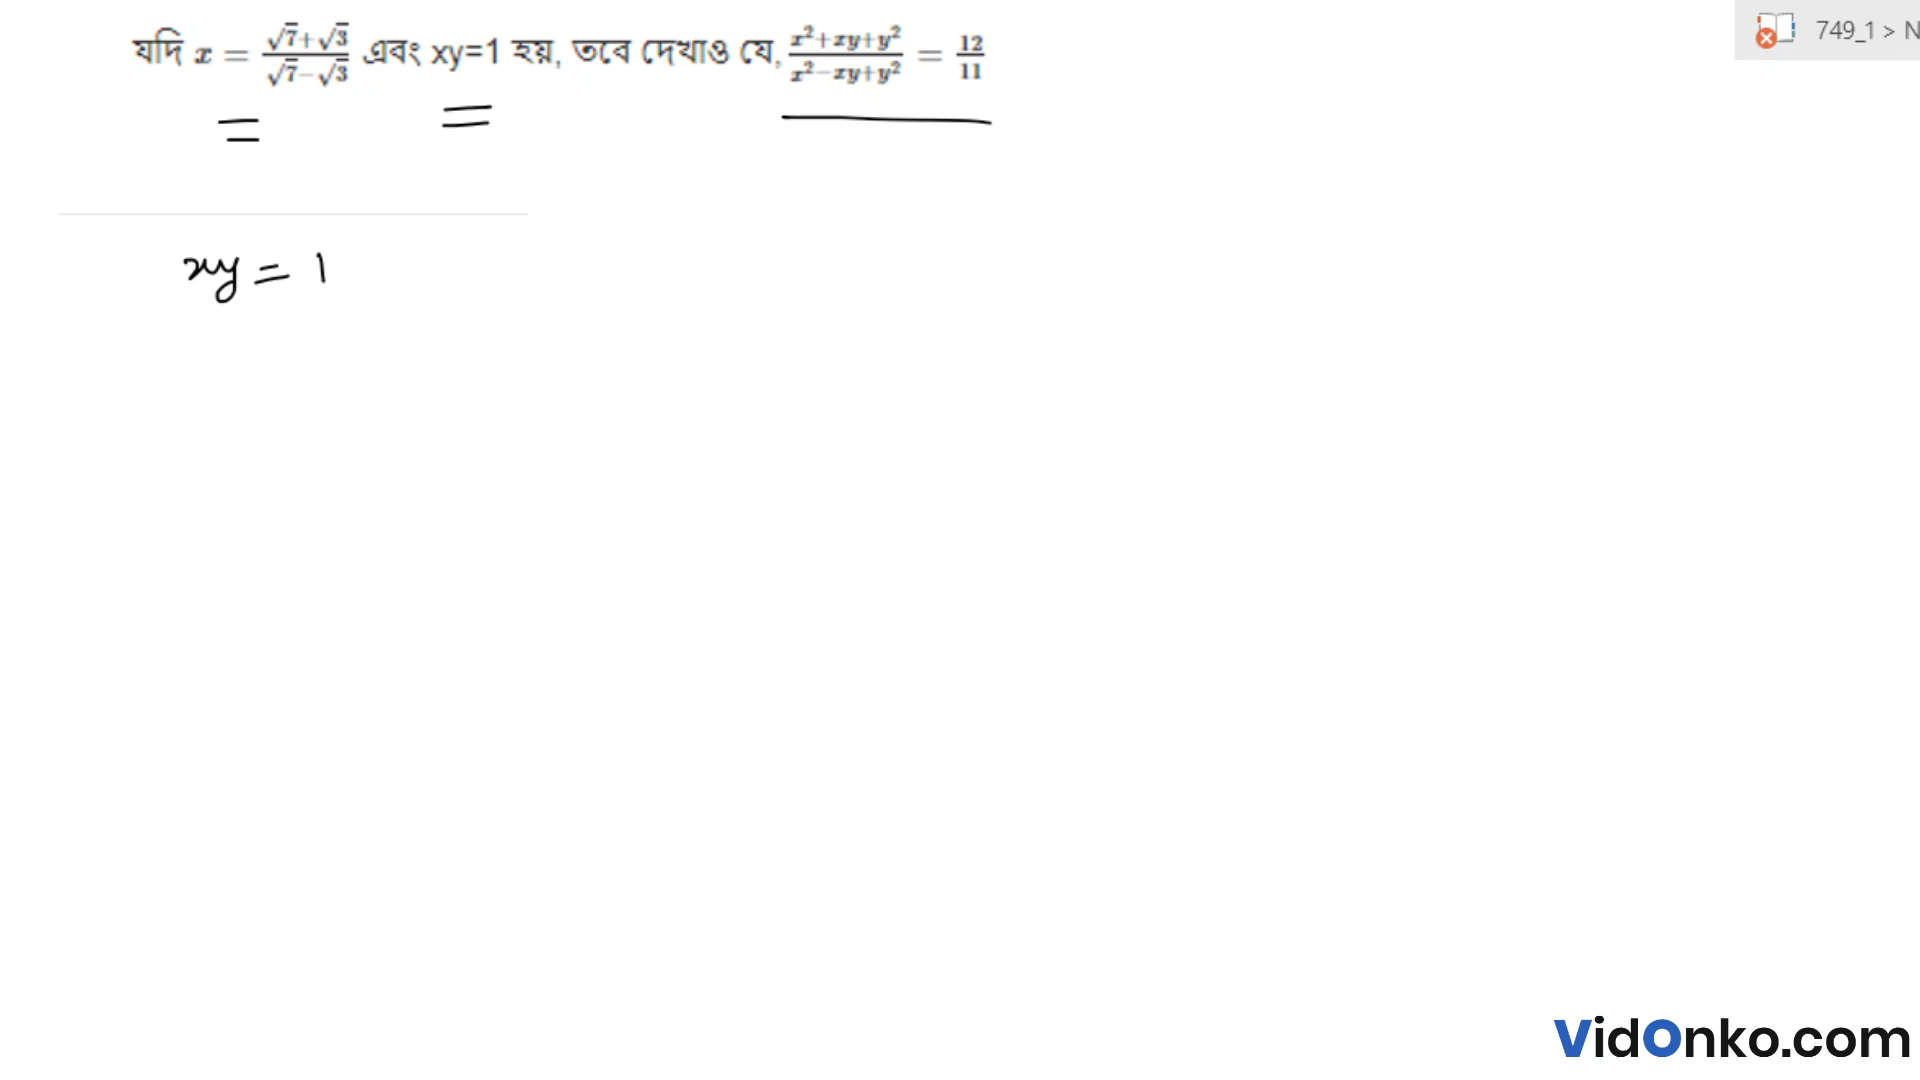 যদি x = (√7+√3)/(√7−√3) এবং xy=1 হয়, তবে দেখাও যে, (x²+xy+y²)/(x²−xy+y²) = 12/11
749_1 > N
xy = 1
VidOnko.com